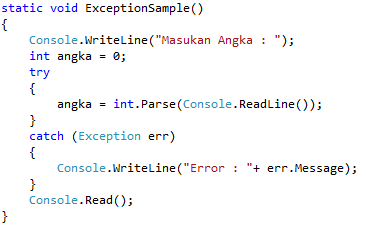 static void ExceptionSample()
{
    Console.WriteLine("Masukan Angka : ");
    int angka = 0;
    try
    {
        angka = int.Parse(Console.ReadLine());
    }
    catch (Exception err)
    {
        Console.WriteLine("Error : "+ err.Message);
    }
    Console.Read();
}